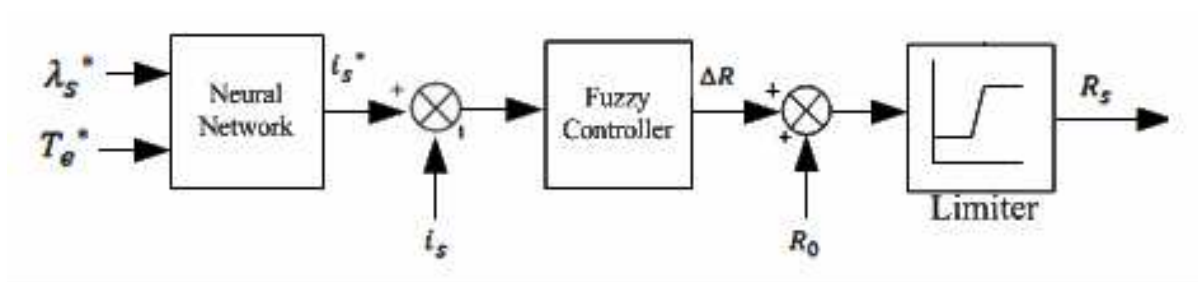 λs*
Te*
Neural
Network
is*
+
is
Fuzzy
Controller
ΔR
+
+
R0
Limiter
Rs